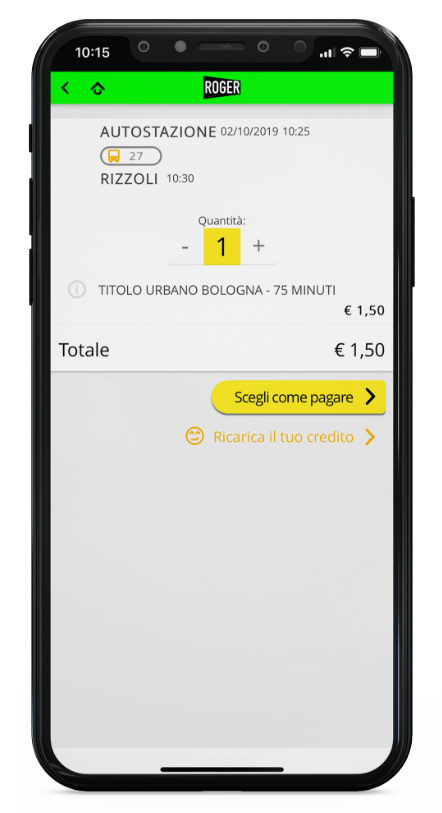 10:15
ROGER
AUTOSTAZIONE 02/10/2019 10:25
27
RIZZOLI 10:30
Quantità:
- 1 +
TITOLO URBANO BOLOGNA - 75 MINUTI
€ 1,50
Totale € 1,50
Scegli come pagare
Ricarica il tuo credito